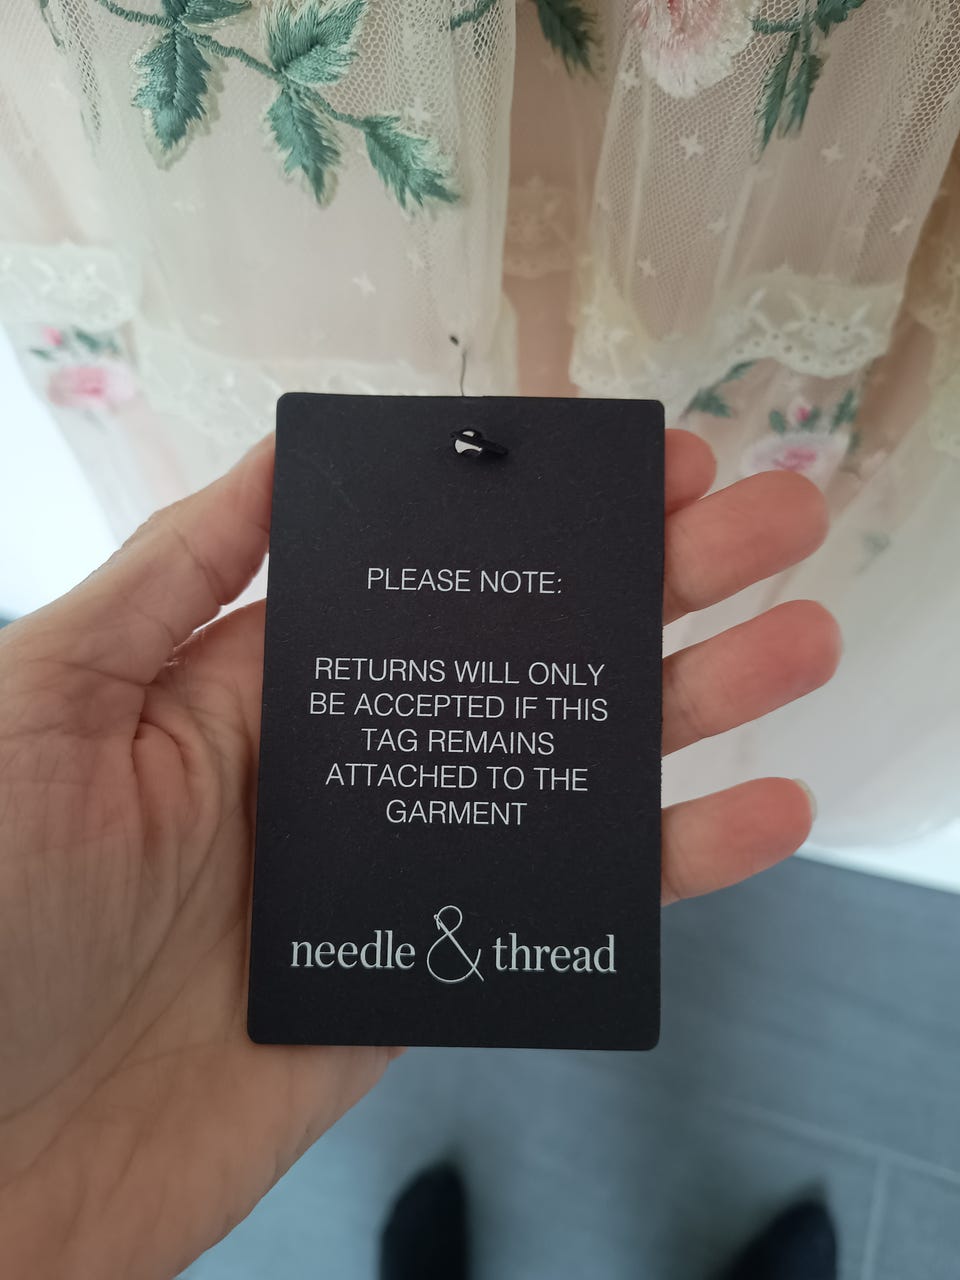 PLEASE NOTE:
RETURNS WILL ONLY
BE ACCEPTED IF THIS
TAG REMAINS
ATTACHED TO THE
GARMENT
needle & thread